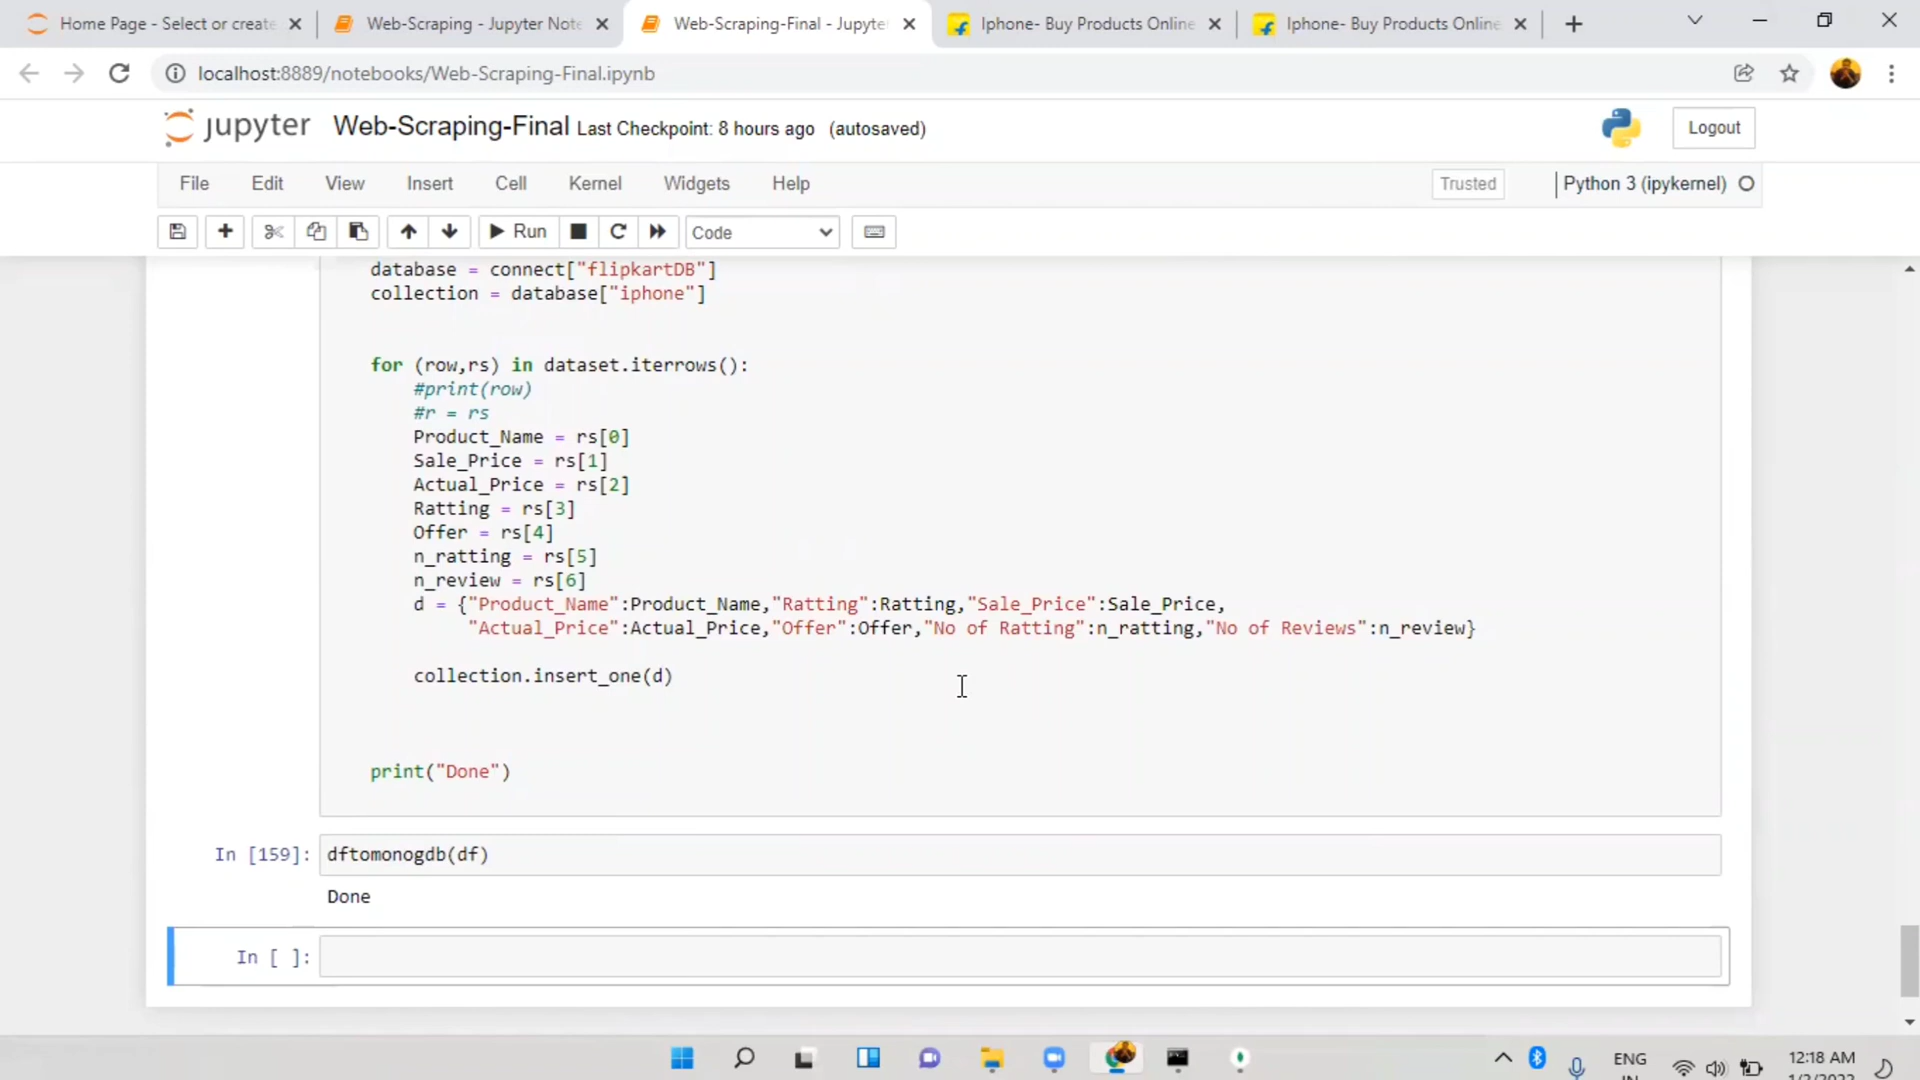 Home Page - Select or create
Web-Scraping - Jupyter Note
Web-Scraping-Final - Jupyte
Iphone- Buy Products Online
Iphone- Buy Products Online
localhost:8889/notebooks/Web-Scraping-Final.ipynb
jupyter Web-Scraping-Final Last Checkpoint: 8 hours ago (autosaved)
Logout
File Edit View Insert Cell Kernel Widgets Help
Trusted
Python 3 (ipykernel)
Run
Code
database = connect["flipkartDB"]
collection = database["iphone"]
for (row,rs) in dataset.iterrows():
#print(row)
#r = rs
Product_Name = rs[0]
Sale_Price = rs[1]
Actual_Price = rs[2]
Ratting = rs[3]
Offer = rs[4]
n_ratting = rs[5]
n_review = rs[6]
d = {"Product_Name":Product_Name,"Ratting":Ratting,"Sale_Price":Sale_Price,
"Actual_Price":Actual_Price,"Offer":Offer,"No of Ratting":n_ratting,"No of Reviews":n_review}
collection.insert_one(d)
print("Done")
In [159]: dftomonogdb(df)
Done
In [ ]:
ENG
12:18 AM